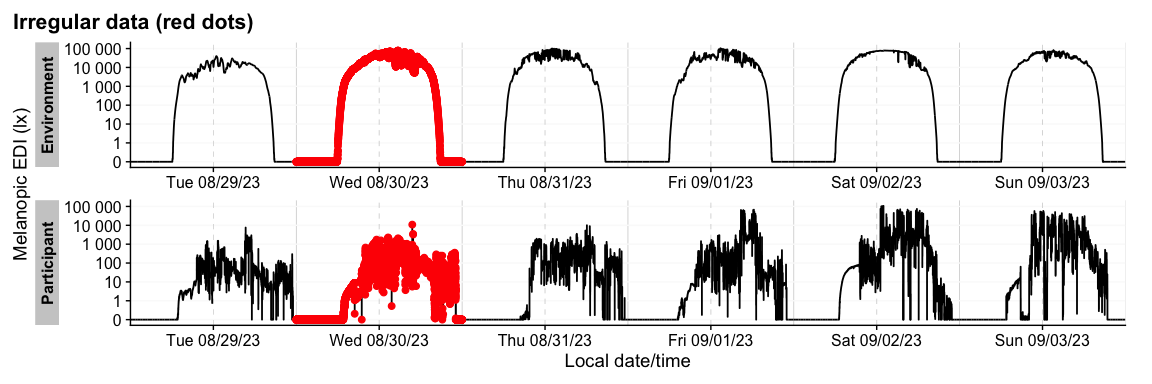 Irregular data (red dots)
Melanopic EDI (lx)
Environment
100 000
10 000
1 000
100
10
1
0
Tue 08/29/23 Wed 08/30/23 Thu 08/31/23 Fri 09/01/23 Sat 09/02/23 Sun 09/03/23
Participant
100 000
10 000
1 000
100
10
1
0
Tue 08/29/23 Wed 08/30/23 Thu 08/31/23 Fri 09/01/23 Sat 09/02/23 Sun 09/03/23
Local date/time